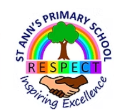 ST ANN'S PRIMARY SCHOOL
RESPECT
Inspiring Excellence